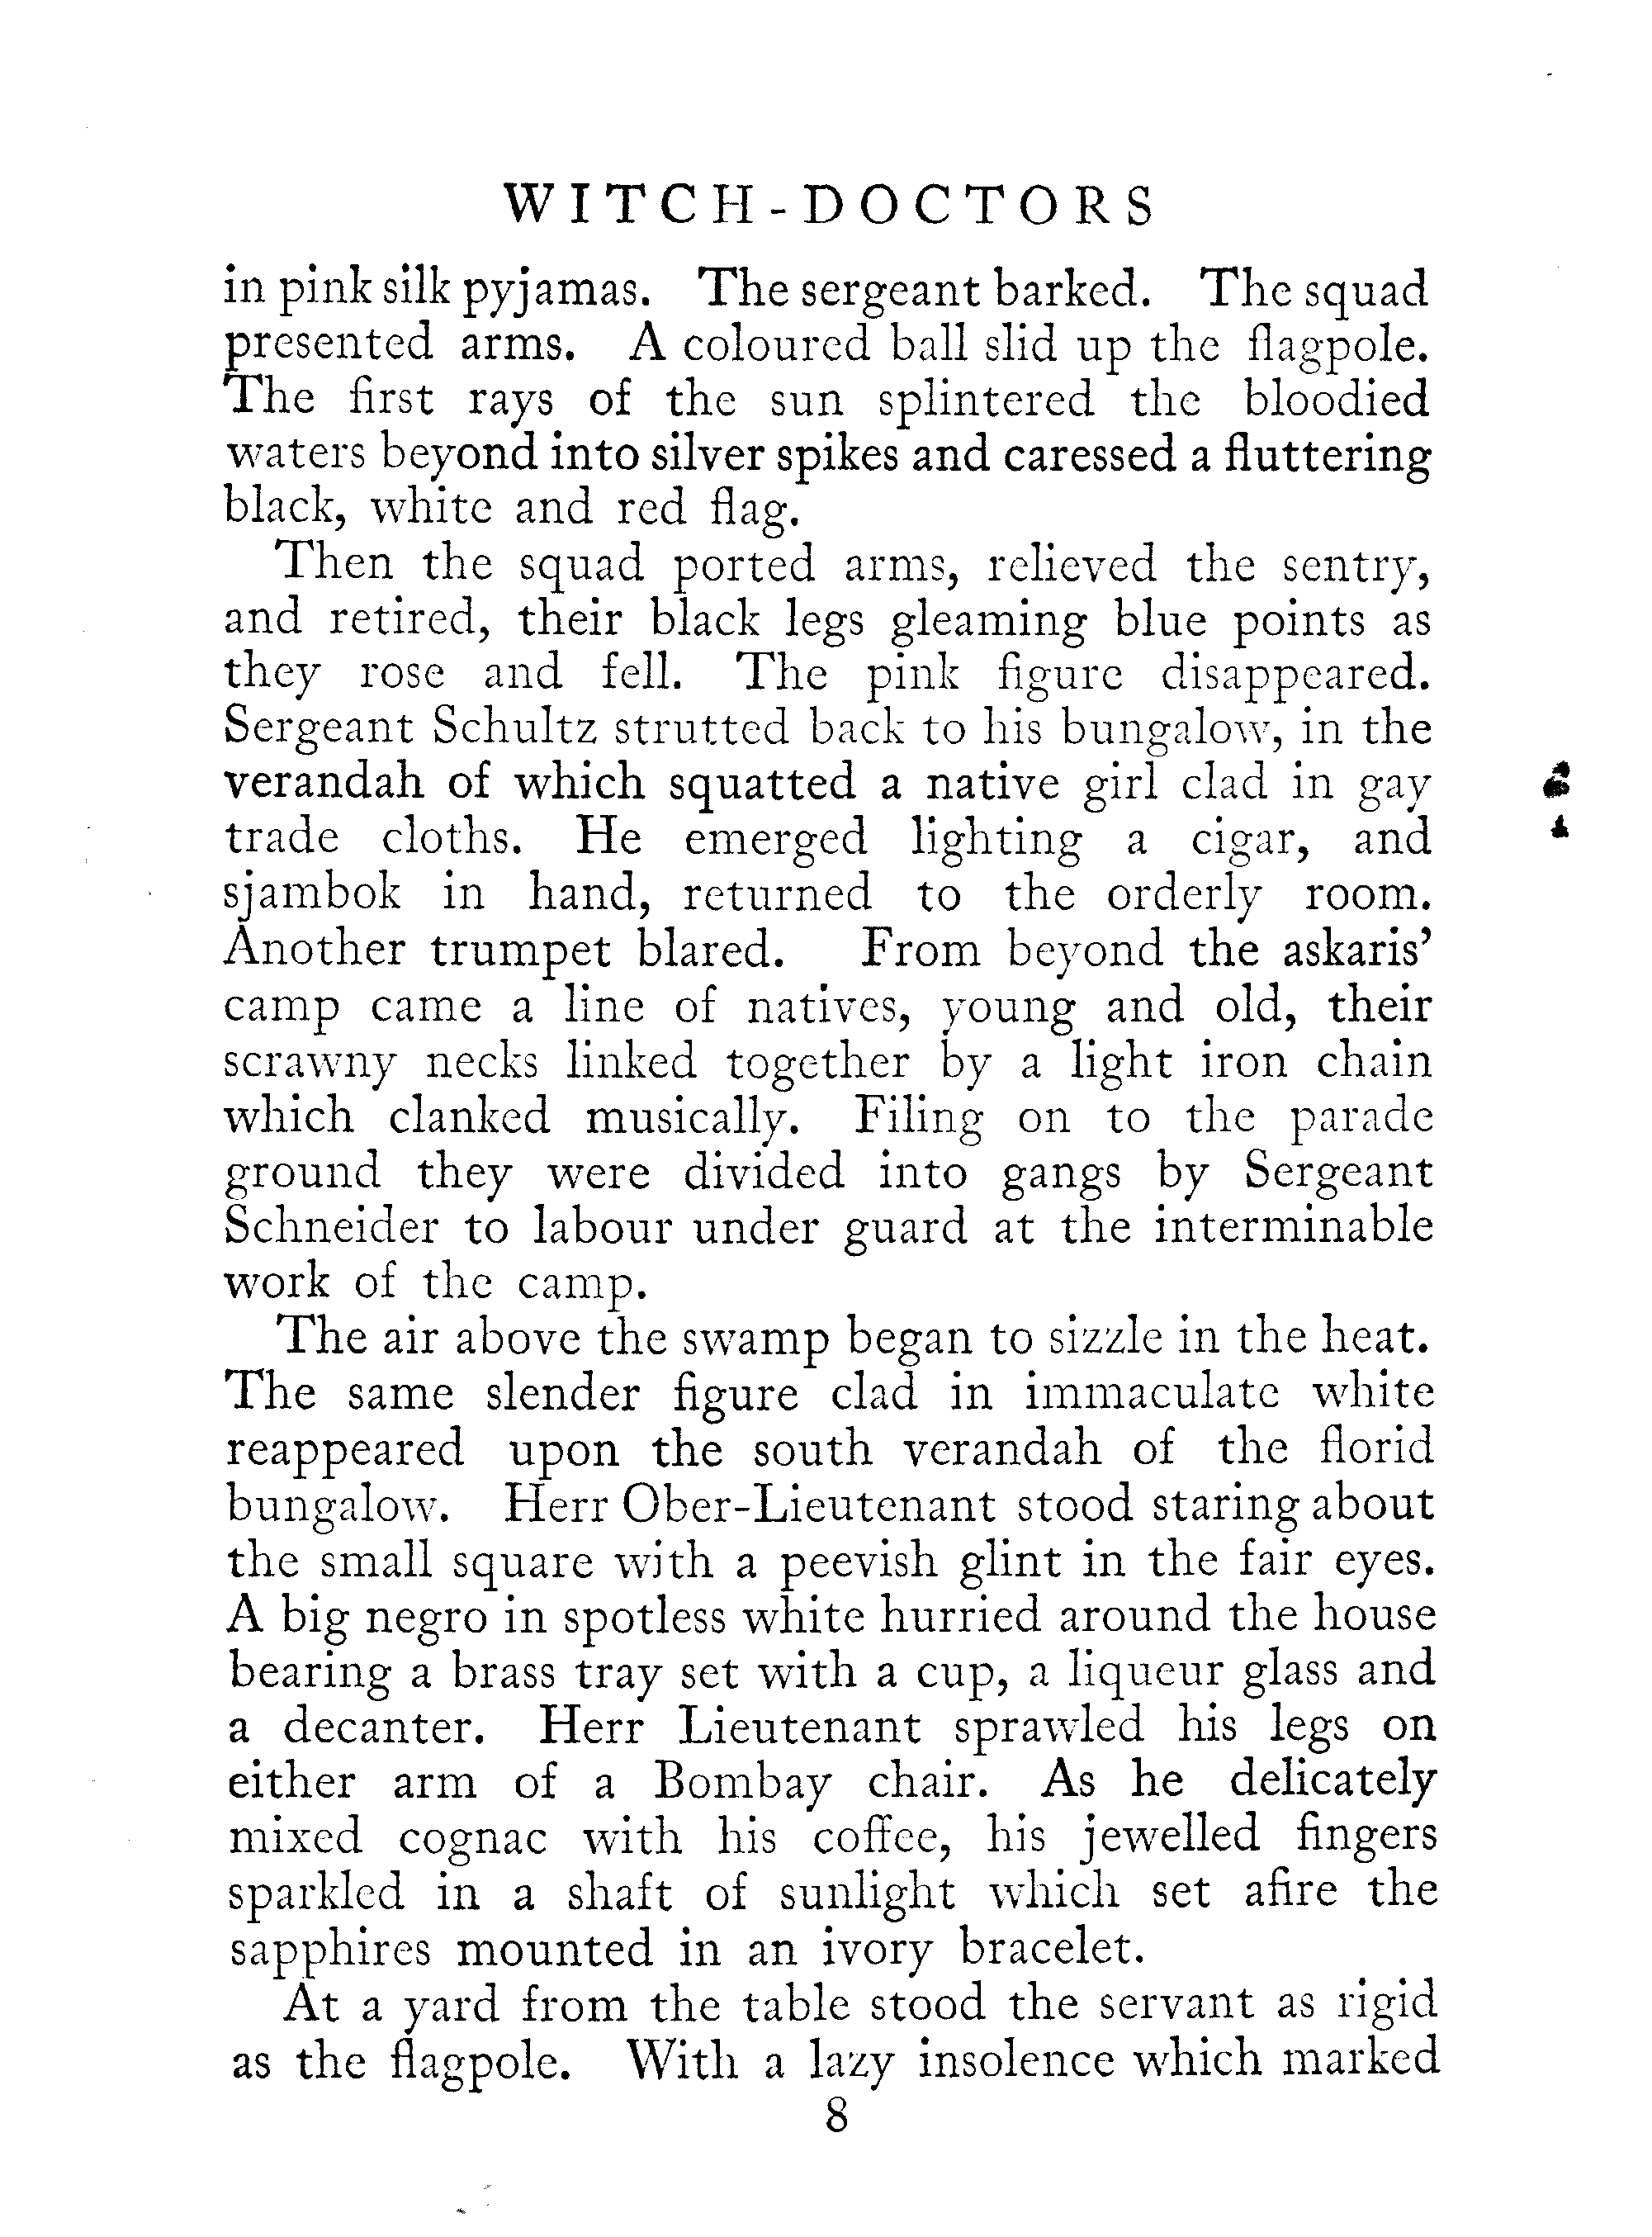 WITCH-DOCTORS
in pink silk pyjamas. The sergeant barked. The squad
presented arms. A coloured ball slid up the flagpole.
The first rays of the sun splintered the bloodied
waters beyond into silver spikes and caressed a fluttering
black, white and red flag.
Then the squad ported arms, relieved the sentry,
and retired, their black legs gleaming blue points as
they rose and fell. The pink figure disappeared.
Sergeant Schultz strutted back to his bungalow, in the
verandah of which squatted a native girl clad in gay
trade cloths. He emerged lighting a cigar, and
sjambok in hand, returned to the orderly room.
Another trumpet blared. From beyond the askaris’
camp came a line of natives, young and old, their
scrawny necks linked together by a light iron chain
which clanked musically. Filing on to the parade
ground they were divided into gangs by Sergeant
Schneider to labour under guard at the interminable
work of the camp.
The air above the swamp began to sizzle in the heat.
The same slender figure clad in immaculate white
reappeared upon the south verandah of the florid
bungalow. Herr Ober-Lieutenant stood staring about
the small square with a peevish glint in the fair eyes.
A big negro in spotless white hurried around the house
bearing a brass tray set with a cup, a liqueur glass and
a decanter. Herr Lieutenant sprawled his legs on
either arm of a Bombay chair. As he delicately
mixed cognac with his coffee, his jewelled fingers
sparkled in a shaft of sunlight which set afire the
sapphires mounted in an ivory bracelet.
At a yard from the table stood the servant as rigid
as the flagpole. With a lazy insolence which marked
8